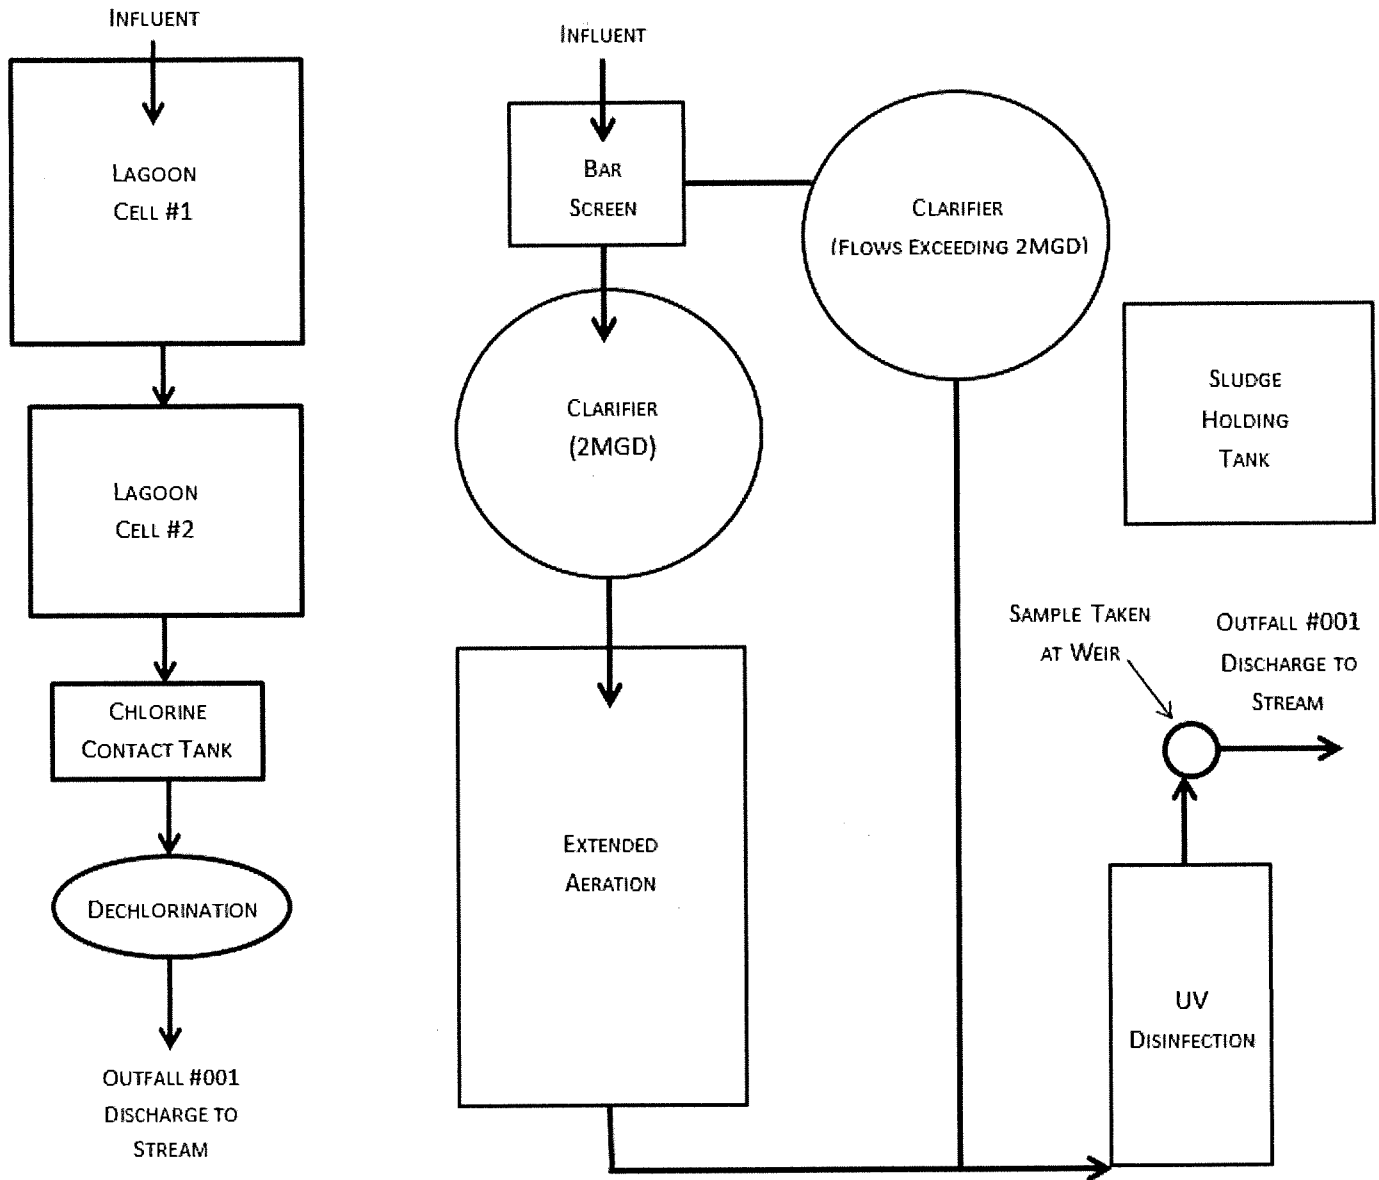 INFLUENT
LAGOON
CELL #1
LAGOON
CELL #2
CHLORINE
CONTACT TANK
DECHLORINATION
OUTFALL #001
DISCHARGE TO
STREAM
INFLUENT
BAR
SCREEN
CLARIFIER
(FLOWS EXCEEDING 2MGD)
CLARIFIER
(2MGD)
EXTENDED
AERATION
SLUDGE
HOLDING
TANK
SAMPLE TAKEN
AT WEIR
OUTFALL #001
DISCHARGE TO
STREAM
UV
DISINFECTION